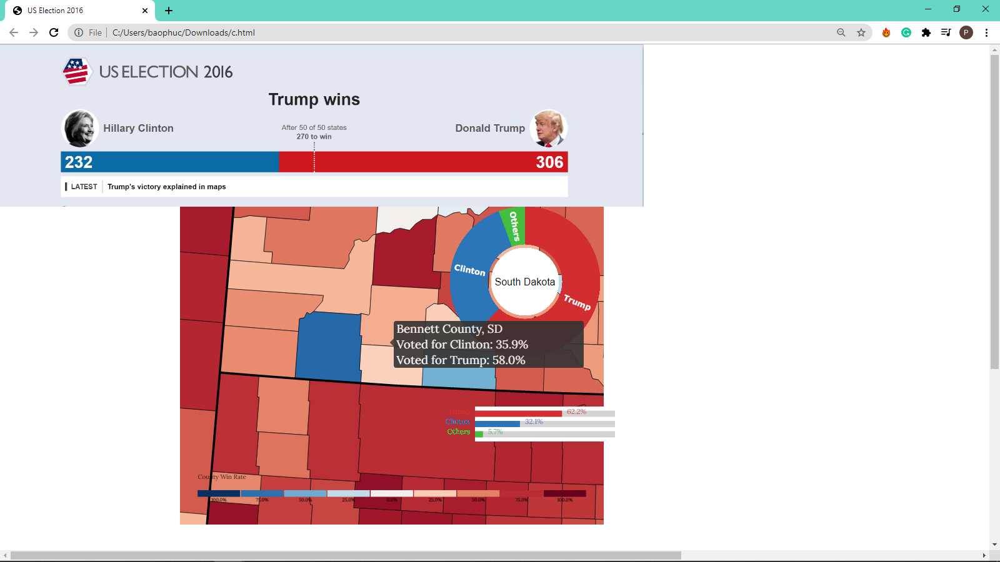 US Election 2016
File
C:/Users/baophuc/Downloads/c.html
P
US ELECTION 2016
Trump wins
Hillary Clinton
After 50 of 50 states
270 to win
Donald Trump
232
306
LATEST
Trump's victory explained in maps
Others
Clinton
South Dakota
Trump
Bennett County, SD
Voted for Clinton: 35.9%
Voted for Trump: 58.0%
Trump 62.2%
Clinton 32.1%
Others 5.7%
County Win Rate
100.0% 75.0% 50.0% 25.0% 0.0% 25.0% 50.0% 75.0% 100.0%